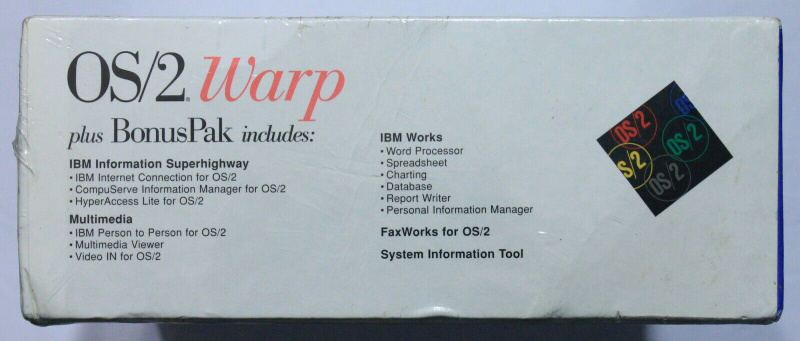 OS/2® Warp
plus BonusPak includes:
IBM Information Superhighway
• IBM Internet Connection for OS/2
• CompuServe Information Manager for OS/2
• HyperAccess Lite for OS/2
Multimedia
• IBM Person to Person for OS/2
• Multimedia Viewer
• Video IN for OS/2
IBM Works
• Word Processor
• Spreadsheet
• Charting
• Database
• Report Writer
• Personal Information Manager
FaxWorks for OS/2
System Information Tool
OS/2
OS
OS/2
S/2
OS/2